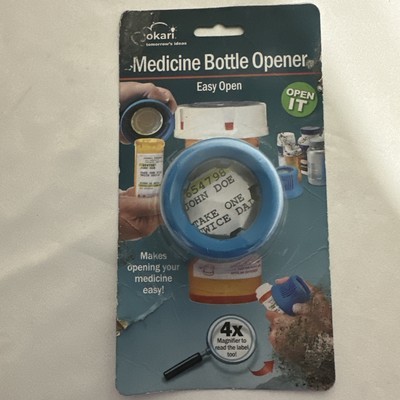 okari
tomorrow's ideas
Medicine Bottle Opener
Easy Open
OPEN
IT
654798
JOHN DOE
TAKE ONE
TWICE DA
Makes
opening your
medicine
easy!
4x
Magnifier to
read the label
too!